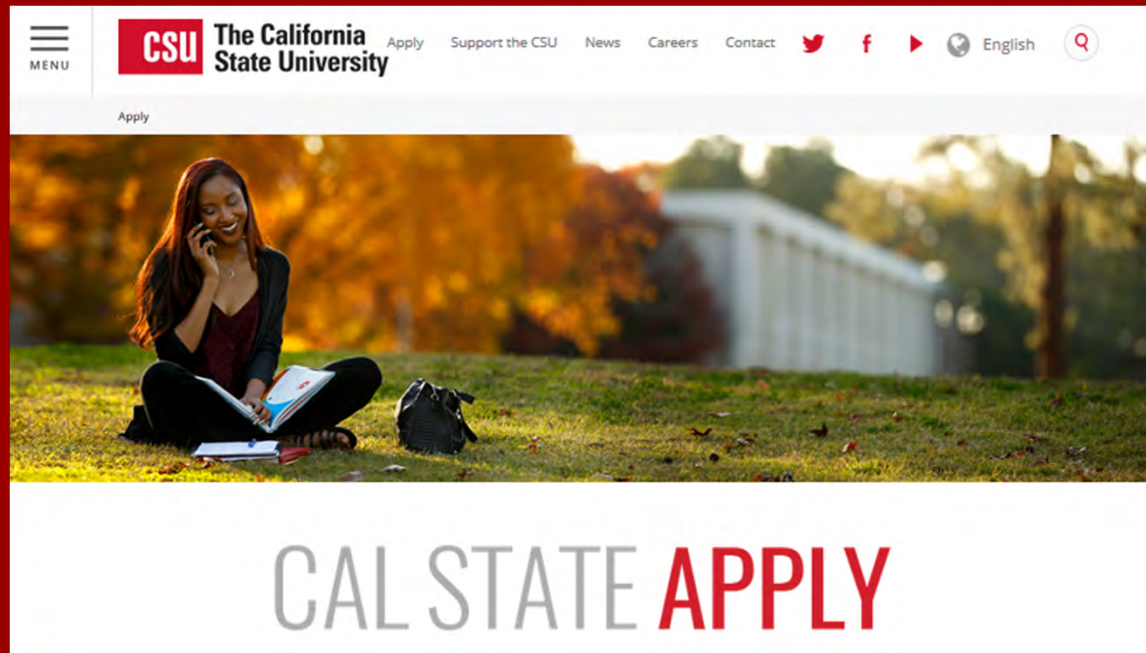 MENU
CSU The California
State University
Apply Support the CSU News Careers Contact English
Apply
CAL STATE APPLY